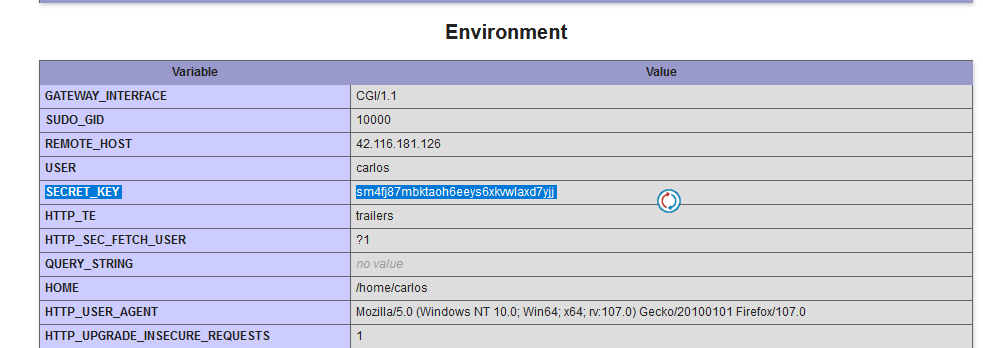 Environment
Variable Value
GATEWAY_INTERFACE CGI/1.1
SUDO_GID 10000
REMOTE_HOST 42.116.181.126
USER carlos
SECRET_KEY sm4fj87mbktaoh6eeys6xkvwlaxd7yjj
HTTP_TE trailers
HTTP_SEC_FETCH_USER ?1
QUERY_STRING no value
HOME /home/carlos
HTTP_USER_AGENT Mozilla/5.0 (Windows NT 10.0; Win64; x64; rv:107.0) Gecko/20100101 Firefox/107.0
HTTP_UPGRADE_INSECURE_REQUESTS 1